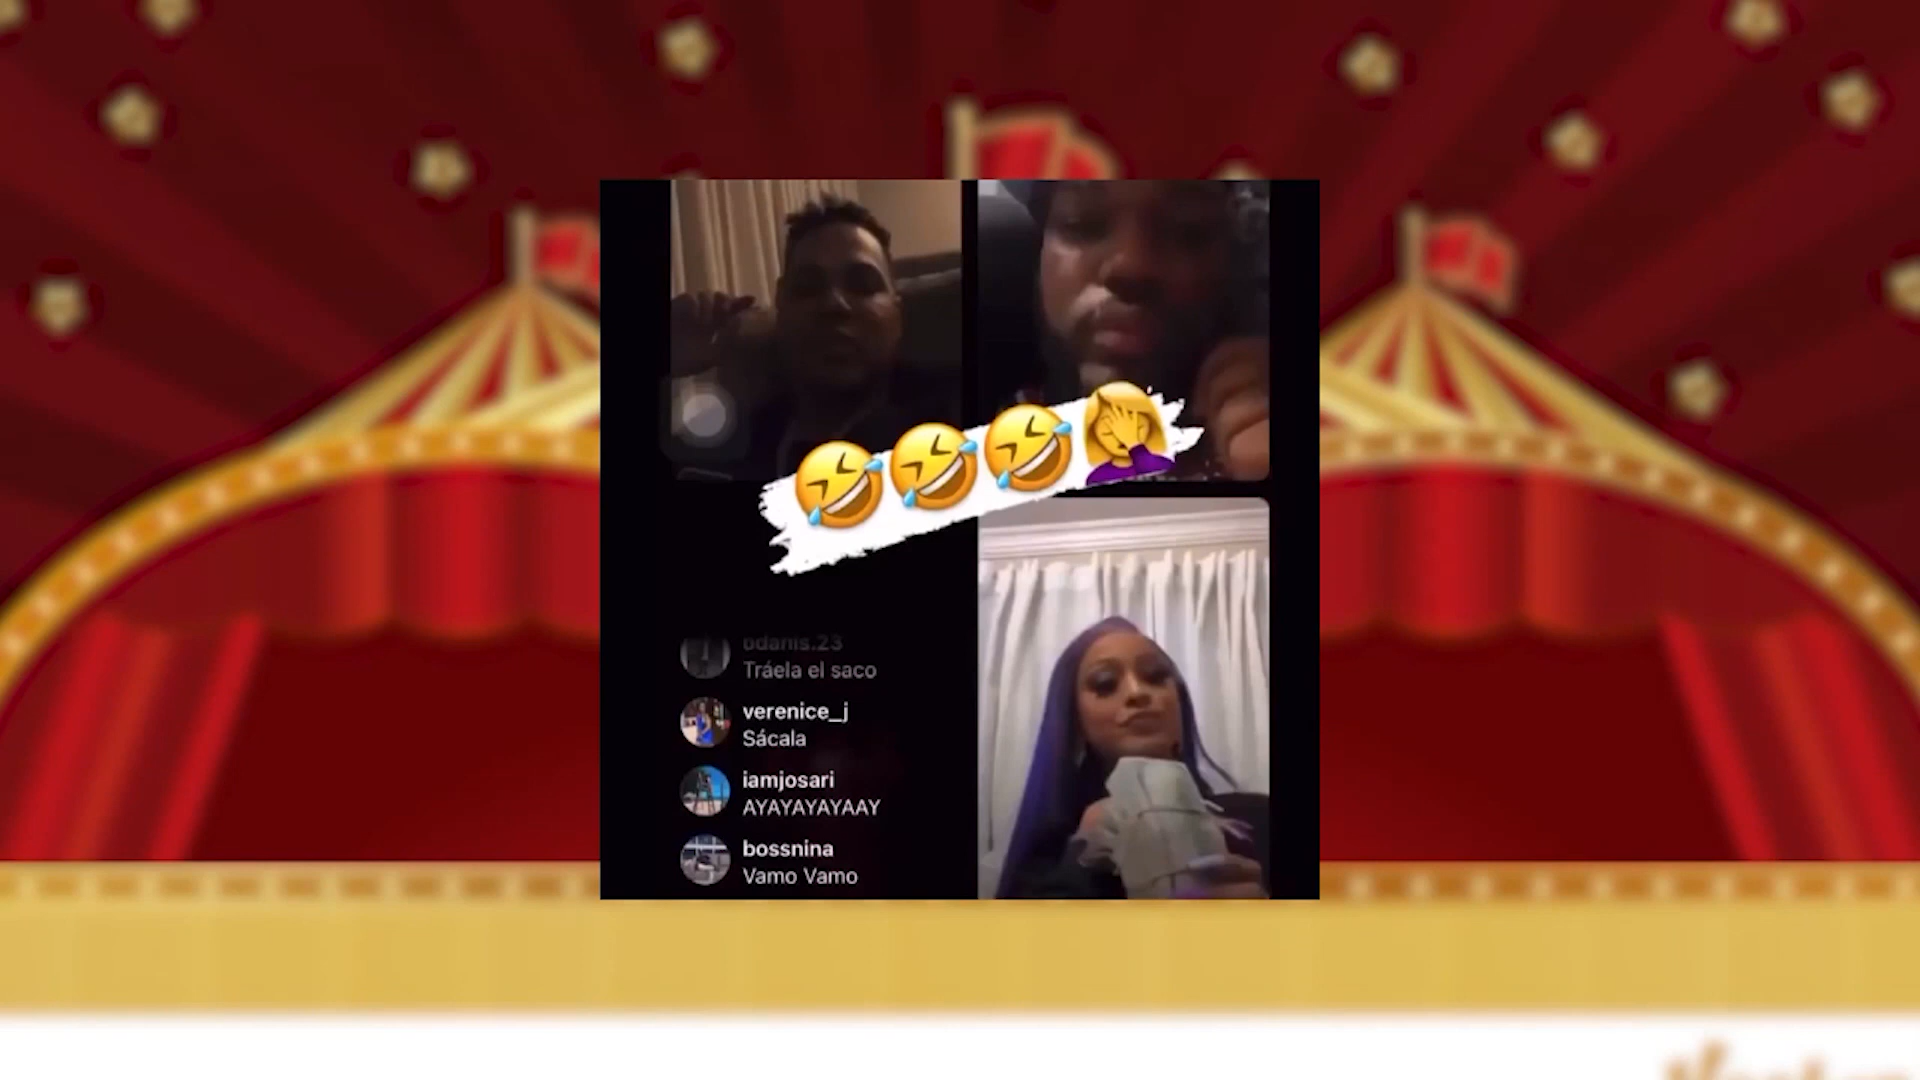 odanis.23
Tráela el saco
verenice_j
Sácala
iamjosari
AYAYAYAYAAY
bossnina
Vamo Vamo